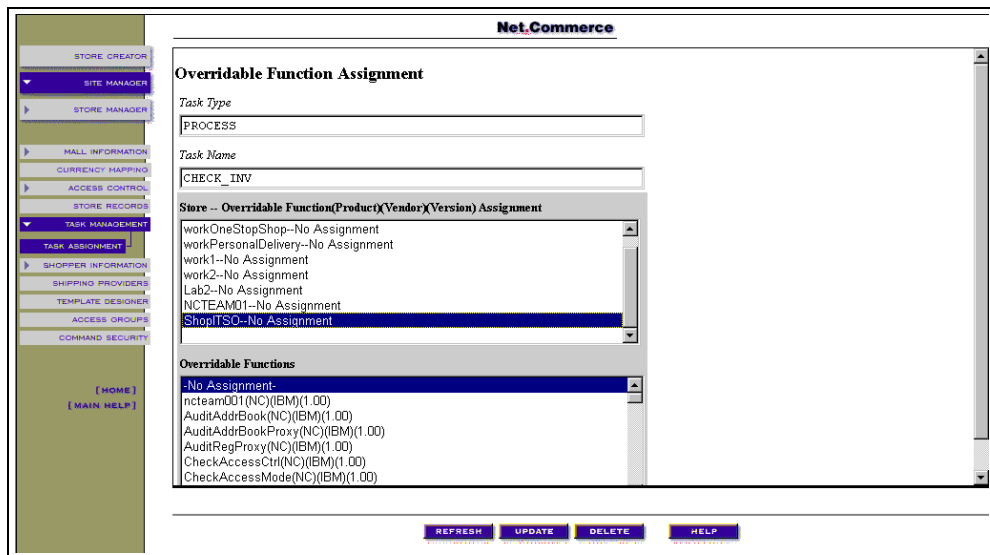 Net.Commerce
STORE CREATOR
SITE MANAGER
STORE MANAGER
MALL INFORMATION
CURRENCY MAPPING
ACCESS CONTROL
STORE RECORDS
TASK MANAGEMENT
TASK ASSIGNMENT
SHOPPER INFORMATION
SHIPPING PROVIDERS
TEMPLATE DESIGNER
ACCESS GROUPS
COMMAND SECURITY
[ HOME ]
[ MAIN HELP ]
Overridable Function Assignment
Task Type
PROCESS
Task Name
CHECK_INV
Store -- Overridable Function(Product)(Vendor)(Version) Assignment
workOneStopShop--No Assignment
workPersonalDelivery--No Assignment
work1--No Assignment
work2--No Assignment
Lab2--No Assignment
NCTEAM01--No Assignment
ShopITSO--No Assignment
Overridable Functions
-No Assignment-
ncteam001(NC)(IBM)(1.00)
AuditAddrBook(NC)(IBM)(1.00)
AuditAddrBookProxy(NC)(IBM)(1.00)
AuditRegProxy(NC)(IBM)(1.00)
CheckAccessCtrl(NC)(IBM)(1.00)
CheckAccessMode(NC)(IBM)(1.00)
REFRESH UPDATE DELETE HELP